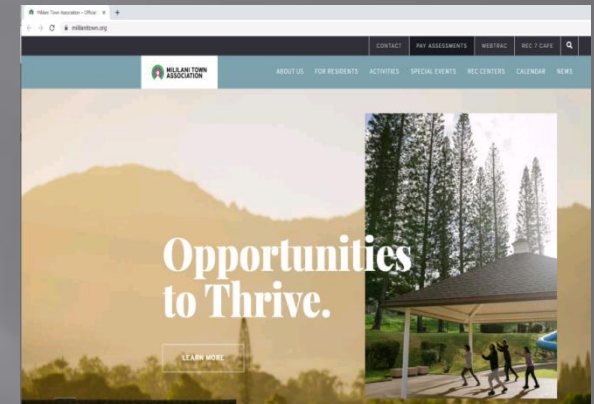 Mililani Town Association – Official
mililanitown.org
CONTACT PAY ASSESSMENTS WEBTRAC REC 7 CAFE
MILILANI TOWN
ASSOCIATION
ABOUT US FOR RESIDENTS ACTIVITIES SPECIAL EVENTS REC CENTERS CALENDAR NEWS
Opportunities
to Thrive.
LEARN MORE